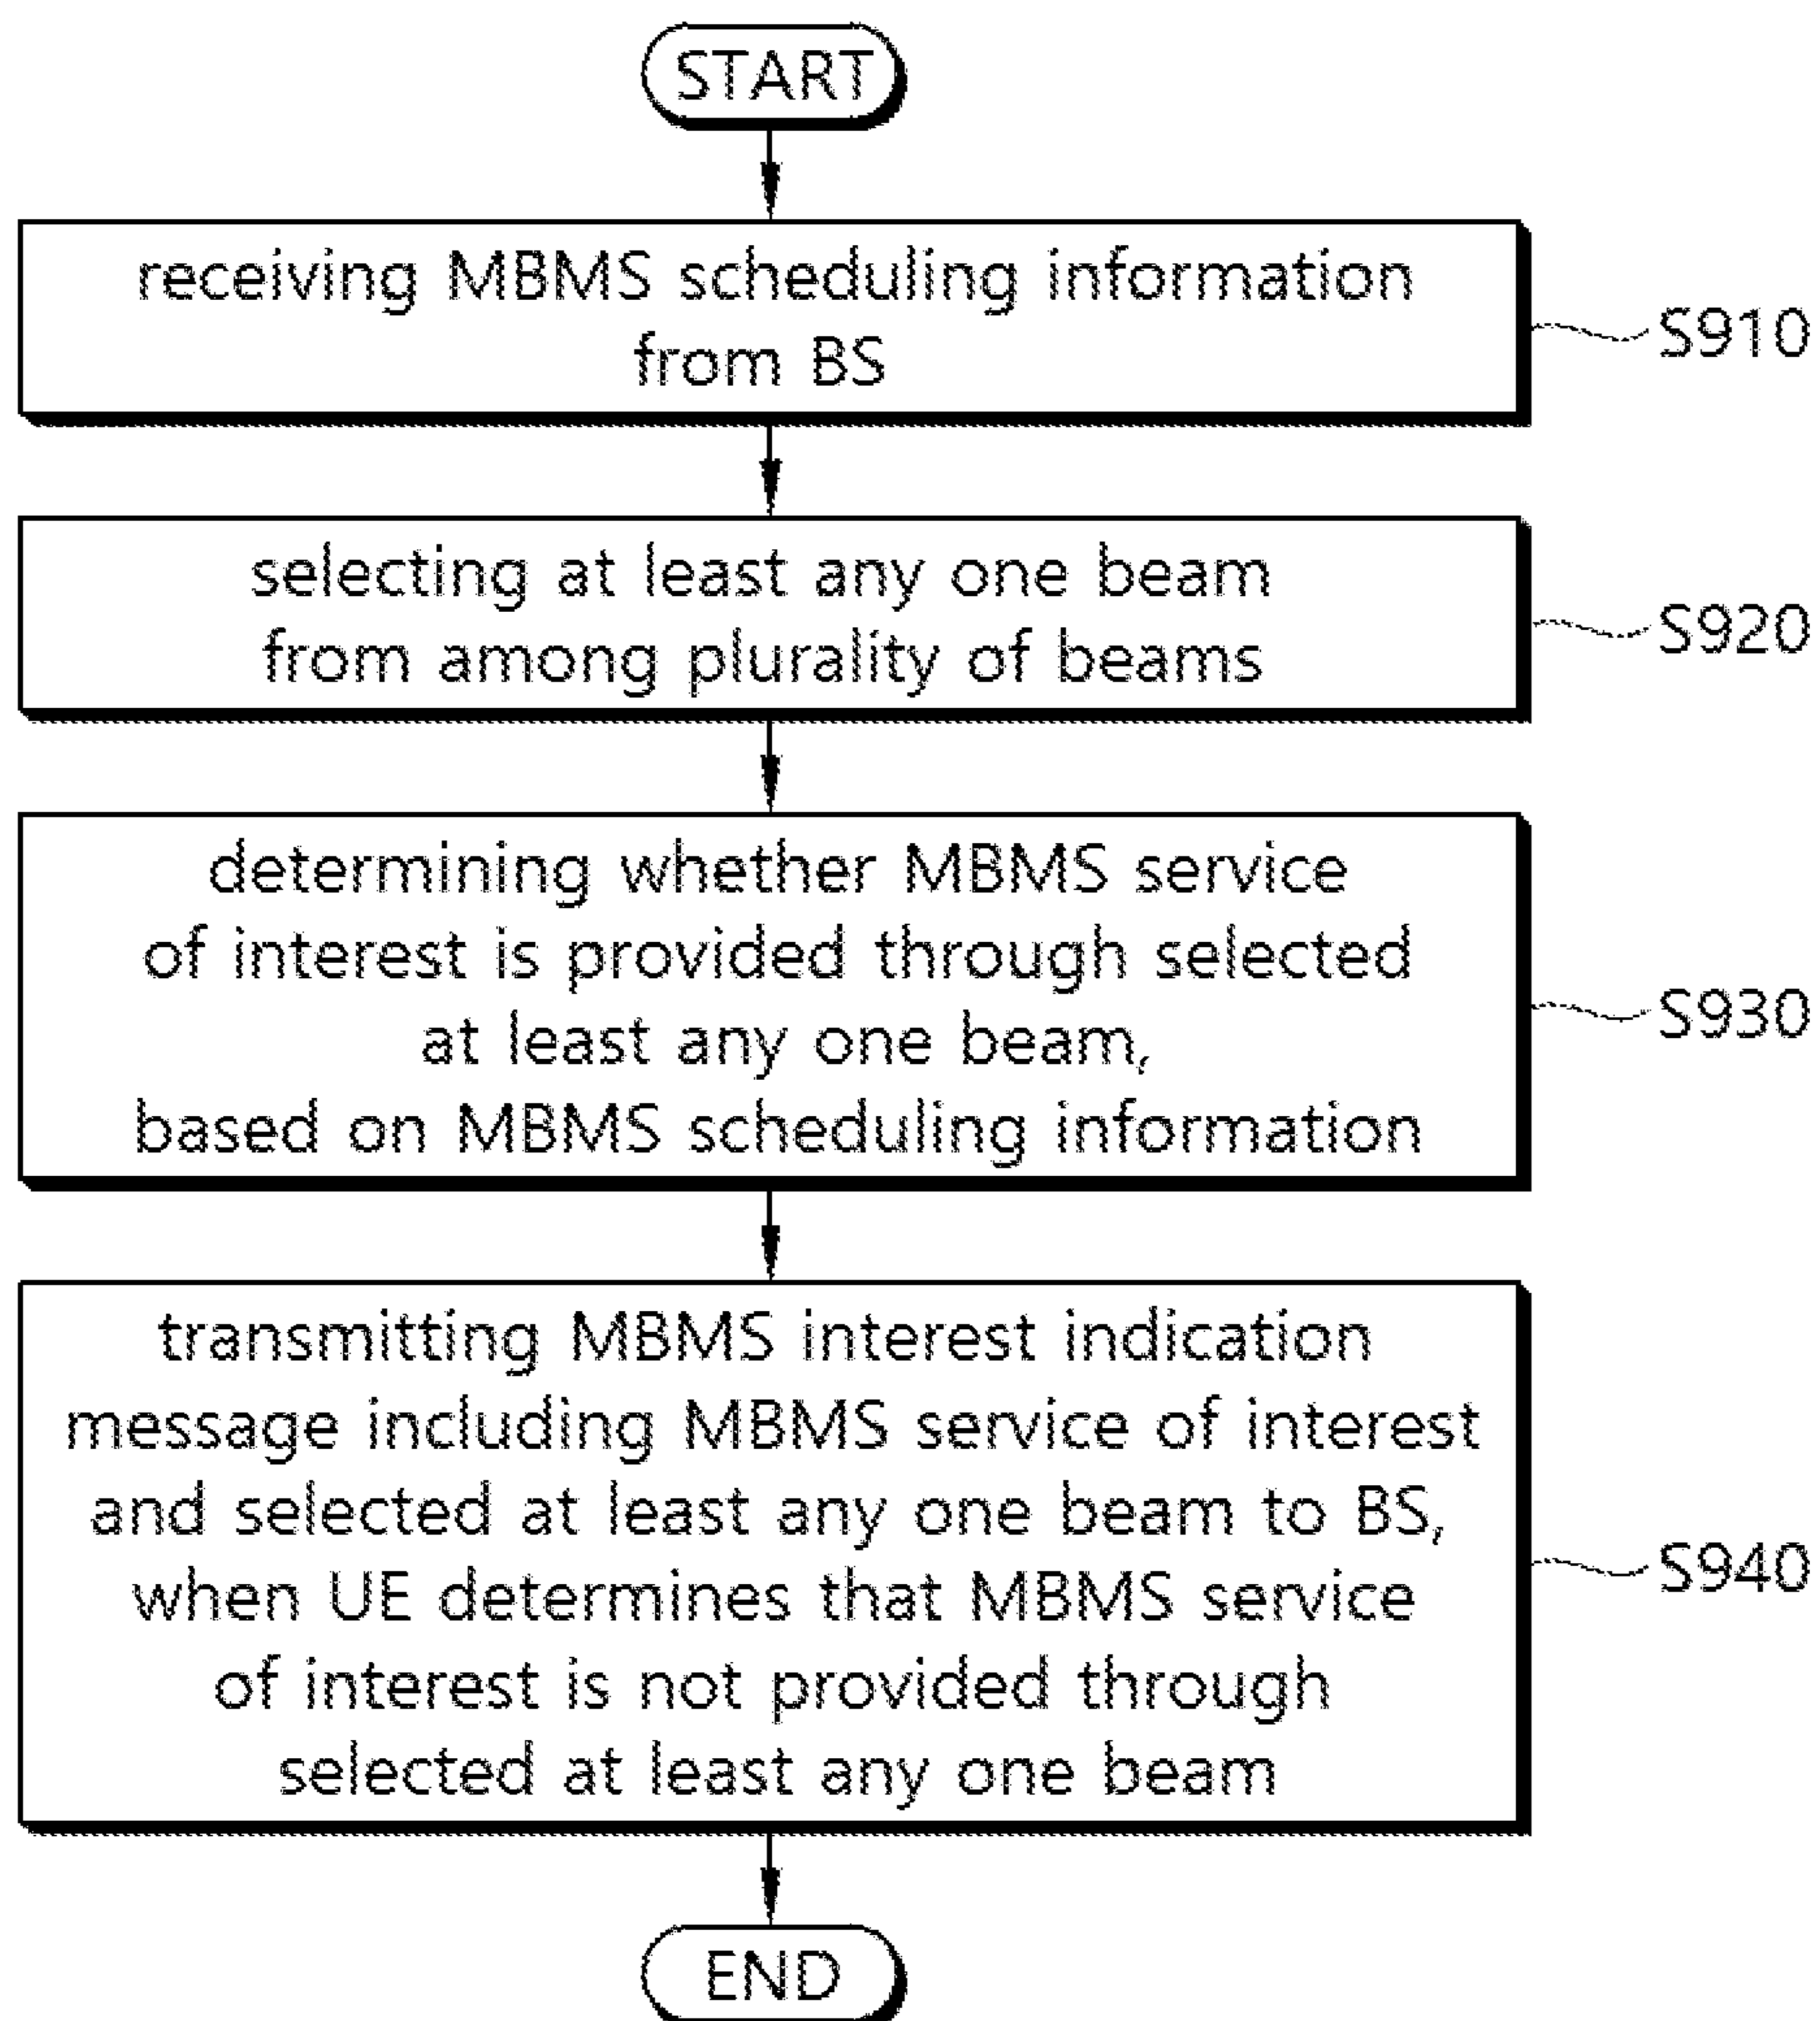 START
receiving MBMS scheduling information
from BS
S910
selecting at least any one beam
from among plurality of beams
S920
determining whether MBMS service
of interest is provided through selected
at least any one beam,
based on MBMS scheduling information
S930
transmitting MBMS interest indication
message including MBMS service of interest
and selected at least any one beam to BS,
when UE determines that MBMS service
of interest is not provided through
selected at least any one beam
S940
END